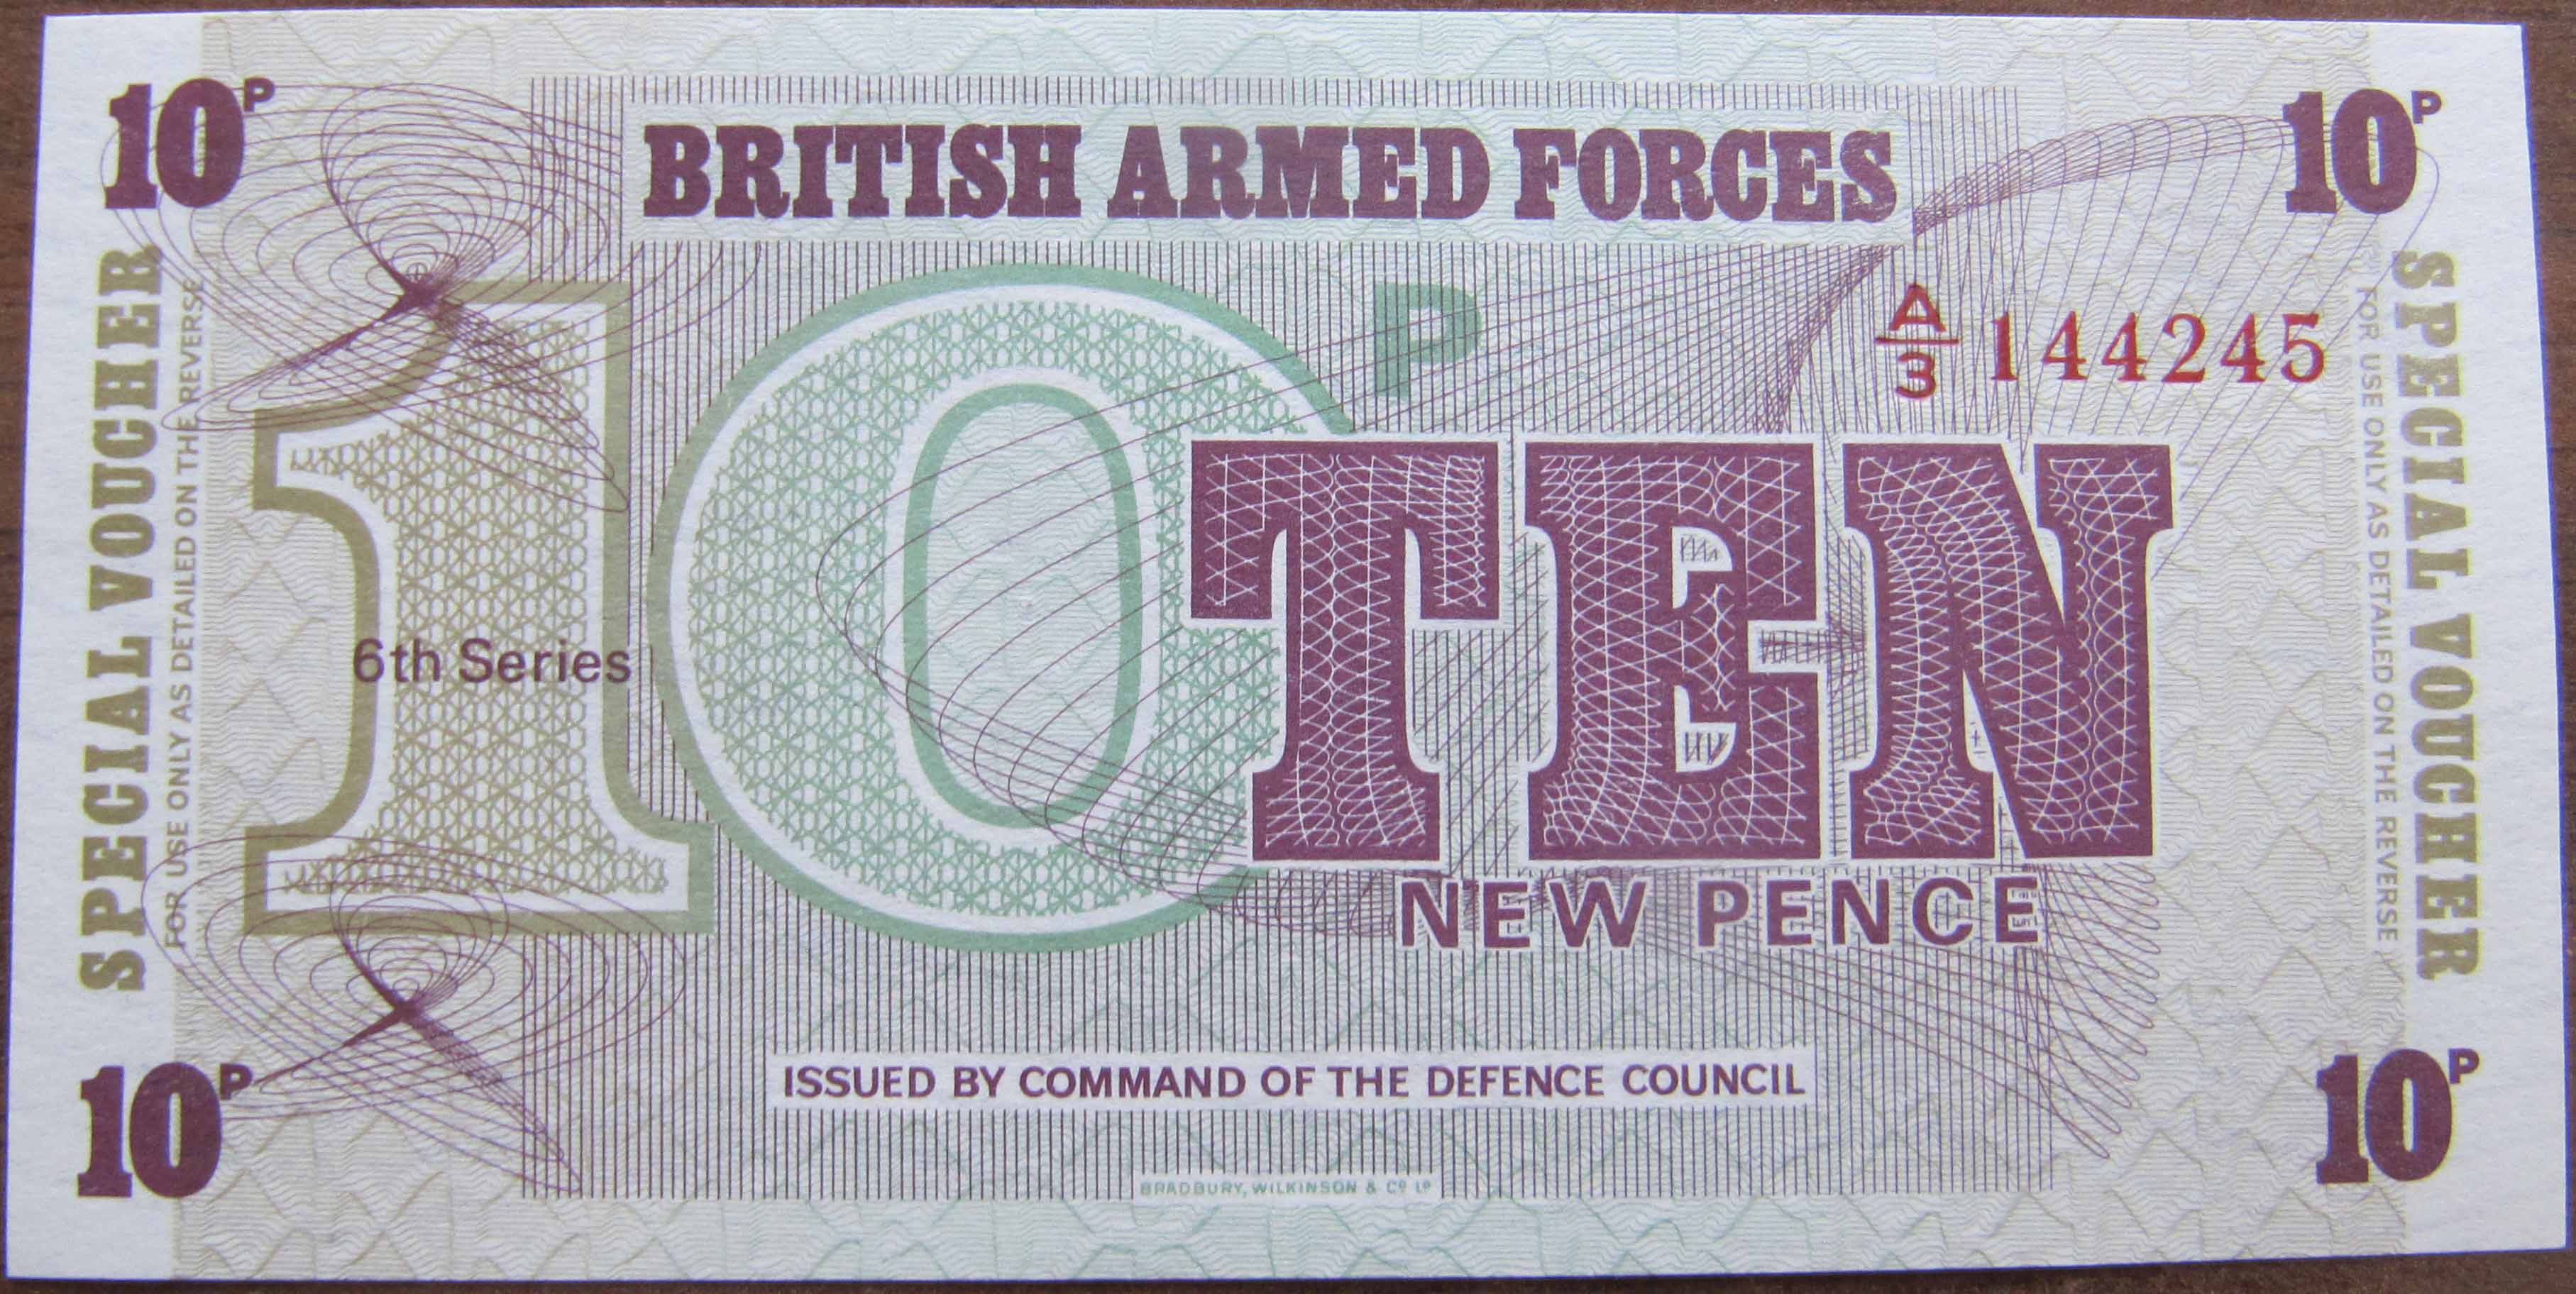 10P
10P
BRITISH ARMED FORCES
SPECIAL VOUCHER
FOR USE ONLY AS DETAILED ON THE REVERSE
10P
A/3 144245
6th Series
TEN
NEW PENCE
SPECIAL VOUCHER
FOR USE ONLY AS DETAILED ON THE REVERSE
ISSUED BY COMMAND OF THE DEFENCE COUNCIL
10P
10P
BRADBURY, WILKINSON & Cº Lᴰ